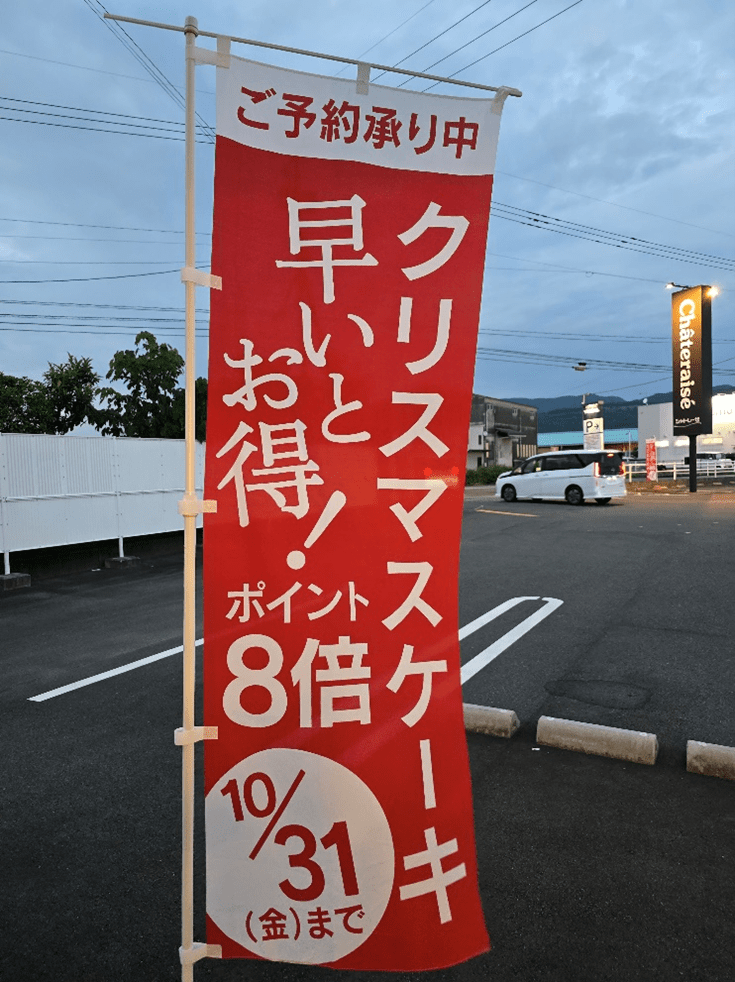 ご予約承り中
クリスマスケーキ
早いと
お得!
ポイント
8倍
10/31
(金)まで
Châteraisé
P